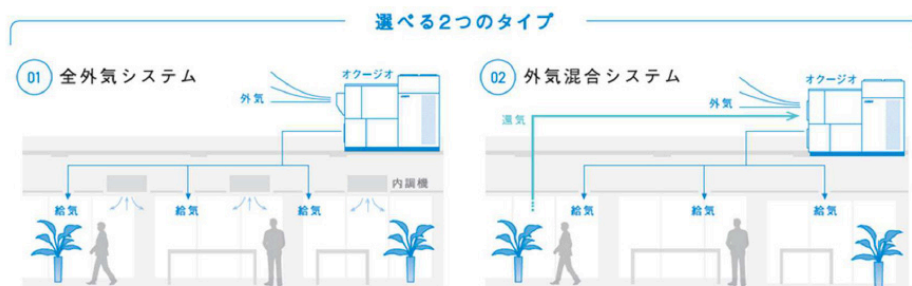 選べる2つのタイプ
01 全外気システム
オクージオ
外気
内調機
給気
給気
給気
02 外気混合システム
オクージオ
外気
還気
給気
給気
給気